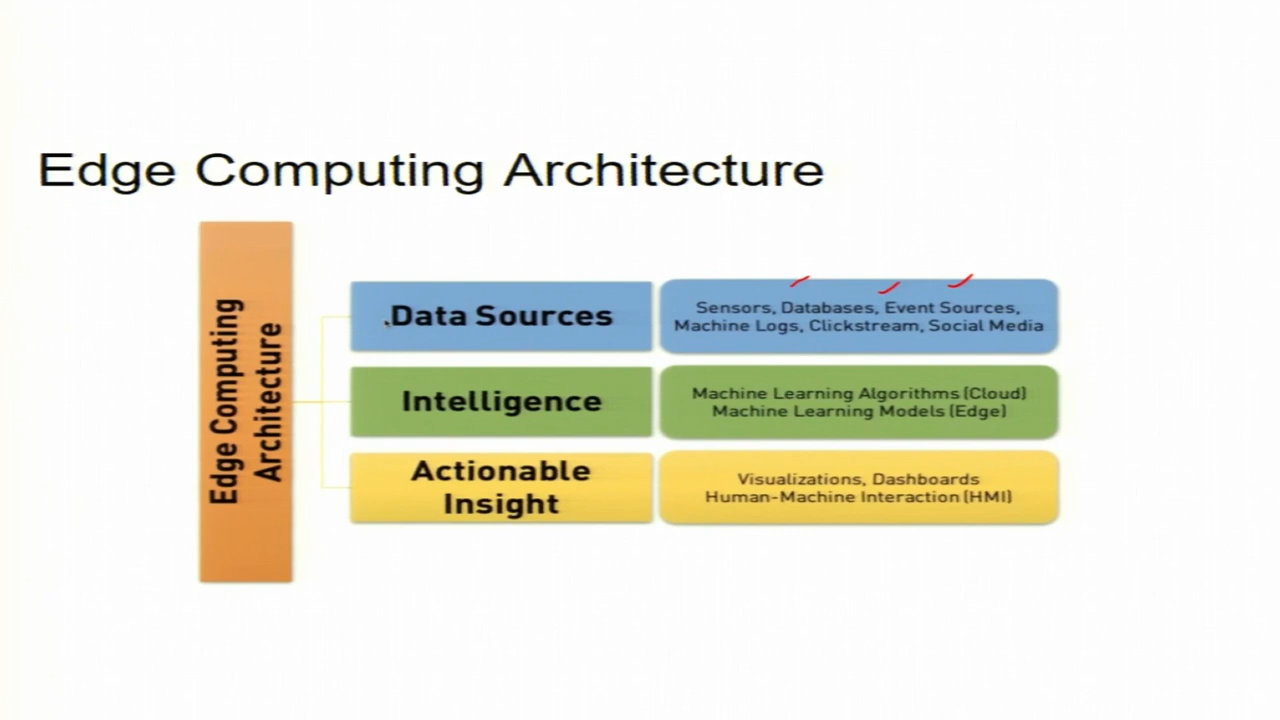 Edge Computing Architecture
Edge Computing
Architecture
Data Sources
Sensors, Databases, Event Sources,
Machine Logs, Clickstream, Social Media
Intelligence
Machine Learning Algorithms (Cloud)
Machine Learning Models (Edge)
Actionable
Insight
Visualizations, Dashboards
Human-Machine Interaction (HMI)